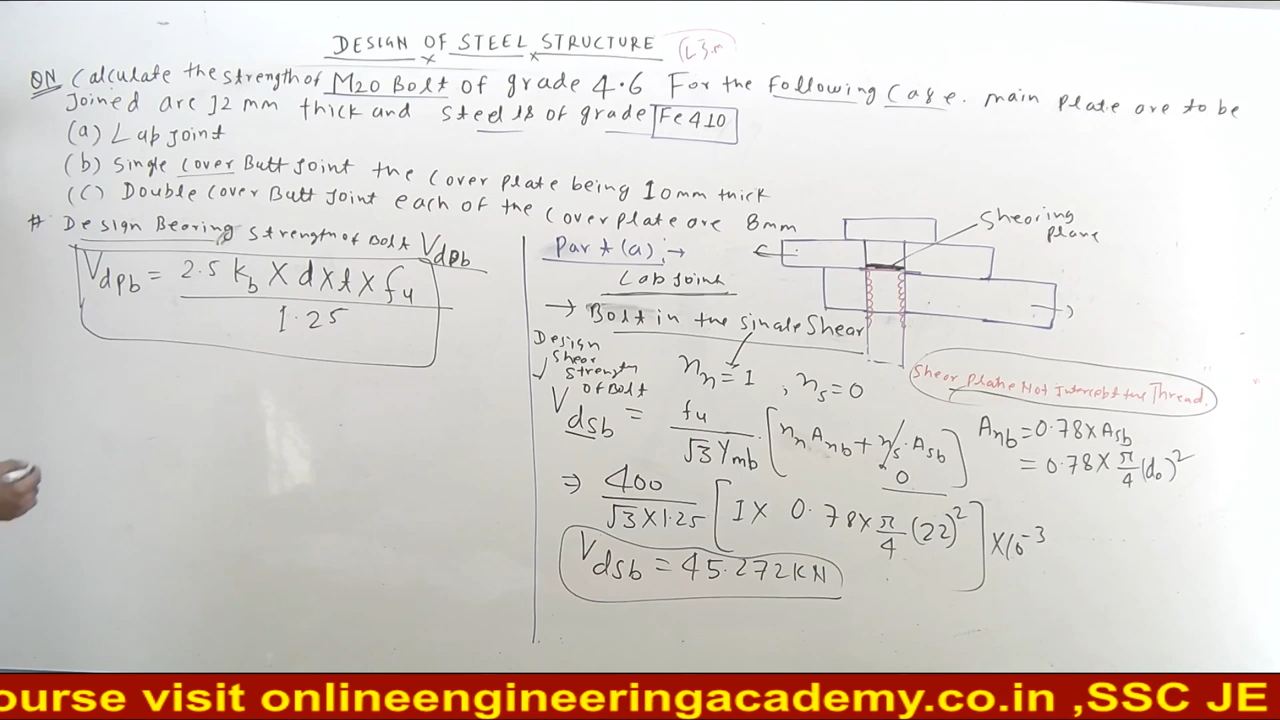 DESIGN OF STEEL STRUCTURE
QN Calculate the strength of M20 Bolt of grade 4.6 For the Following Case. main plate are to be
Joined are 12 mm thick and steel is of grade Fe 410
(a) Lap joint
(b) Single cover Butt Joint the cover plate being 10mm thick
(C) Double cover Butt Joint each of the cover plate are 8mm
# Design Bearing strength of Bolt Vdpb
Vdpb = 2.5 kb X d X t X fu / 1.25
Part (a) :→
Lab Joint
→ Bolt in the single Shear
Shearing plane
nn = 1 , ns = 0
Shear plane Not Intercept the Thread.
Design Shear Strength of Bolt
Vdsb = fu / √3 γmb . [nn Anb + ns . Asb]
0
Anb = 0.78 X Asb
= 0.78 X π/4 (do)²
⇒ 400 / √3 X 1.25 [1 X 0.78 X π/4 (22)²] X 10⁻³
Vdsb = 45.272 KN
ourse visit onlineengineeringacademy.co.in ,SSC JE